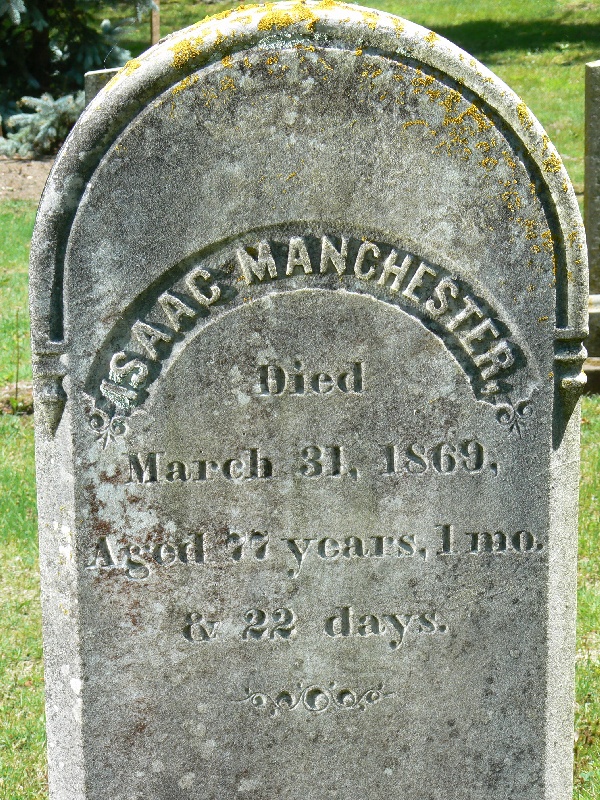 ISAAC MANCHESTER
Died
March 31, 1869,
Aged 77 years, 1 mo.
& 22 days.